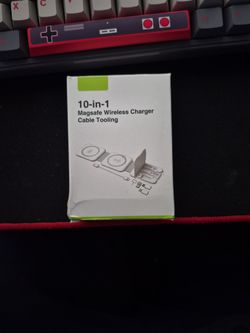 10-in-1
Magsafe Wireless Charger
Cable Tooling